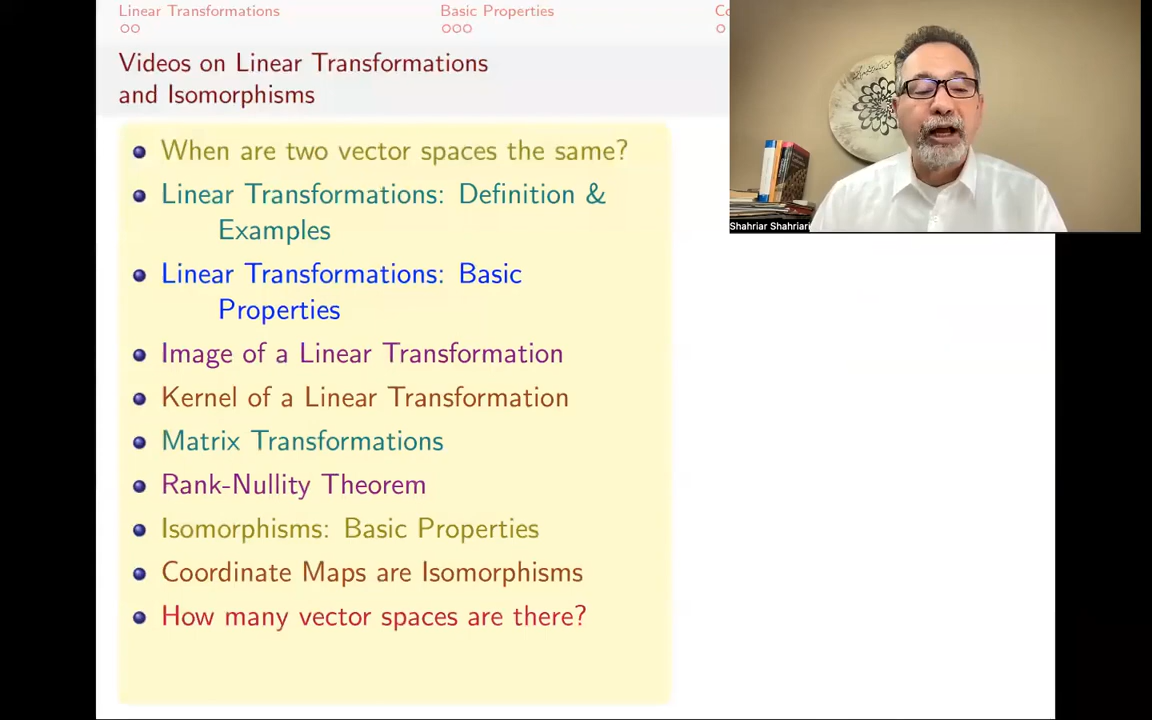 Linear Transformations
Basic Properties
Videos on Linear Transformations
and Isomorphisms
When are two vector spaces the same?
Linear Transformations: Definition &
Examples
Linear Transformations: Basic
Properties
Image of a Linear Transformation
Kernel of a Linear Transformation
Matrix Transformations
Rank-Nullity Theorem
Isomorphisms: Basic Properties
Coordinate Maps are Isomorphisms
How many vector spaces are there?
Shahriar Shahriari